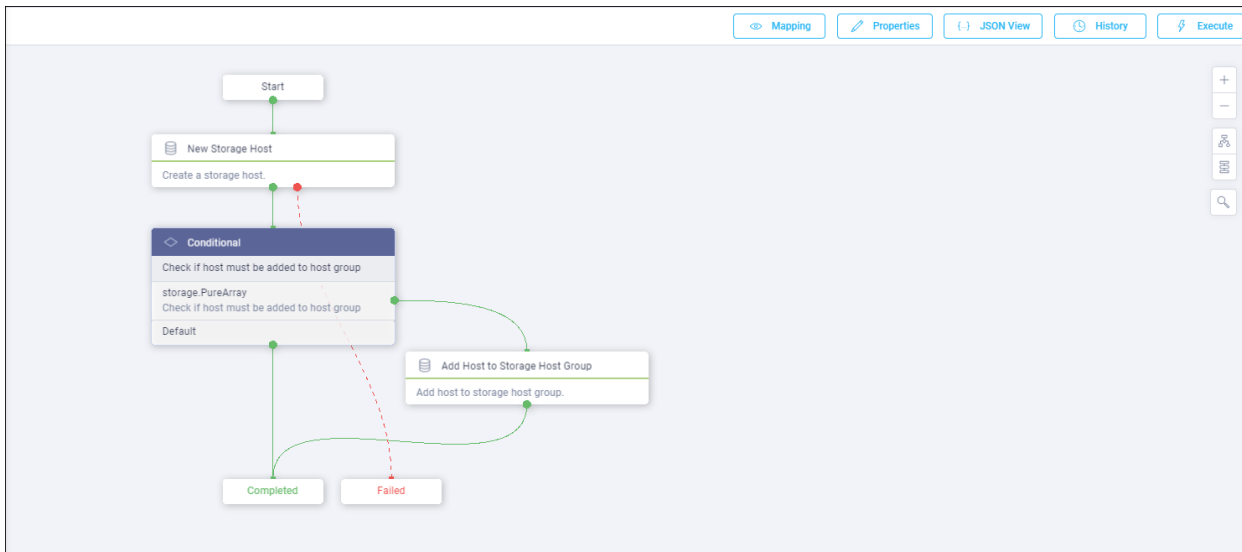 Mapping
Properties
{..} JSON View
History
Execute
Start
New Storage Host
Create a storage host.
Conditional
Check if host must be added to host group
storage.PureArray
Check if host must be added to host group
Default
Add Host to Storage Host Group
Add host to storage host group.
Completed
Failed